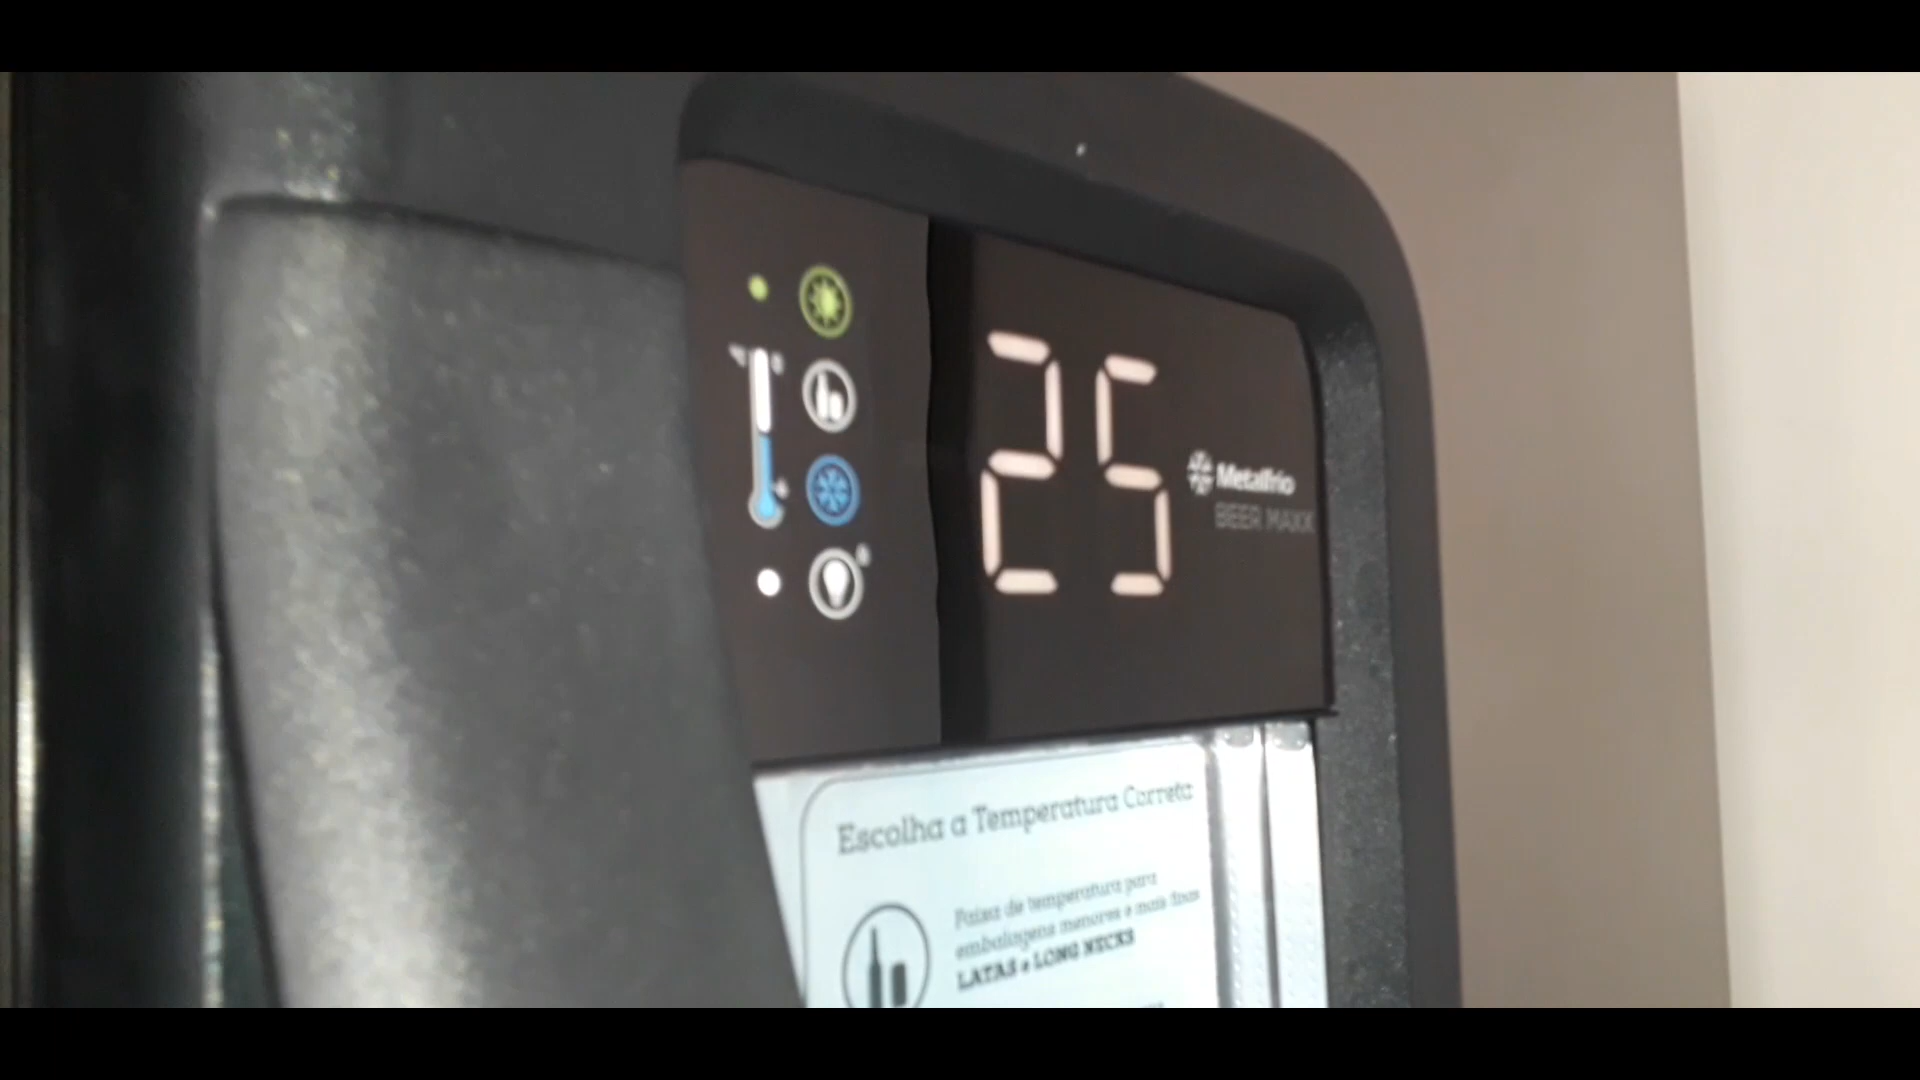 25
Metalfrio
BEER MAXX
Escolha a Temperatura Correta
Faixa de temperatura para
embalagens menores e mais finas
LATAS e LONG NECKS